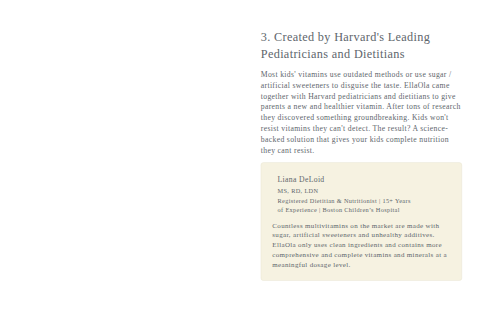 3. Created by Harvard's Leading
Pediatricians and Dietitians
Most kids' vitamins use outdated methods or use sugar /
artificial sweeteners to disguise the taste. EllaOla came
together with Harvard pediatricians and dietitians to give
parents a new and healthier vitamin. After tons of research
they discovered something groundbreaking. Kids won't
resist vitamins they can't detect. The result? A science-
backed solution that gives your kids complete nutrition
they cant resist.
Liana DeLoid
MS, RD, LDN
Registered Dietitian & Nutritionist | 15+ Years
of Experience | Boston Children's Hospital
Countless multivitamins on the market are made with
sugar, artificial sweeteners and unhealthy additives.
EllaOla only uses clean ingredients and contains more
comprehensive and complete vitamins and minerals at a
meaningful dosage level.